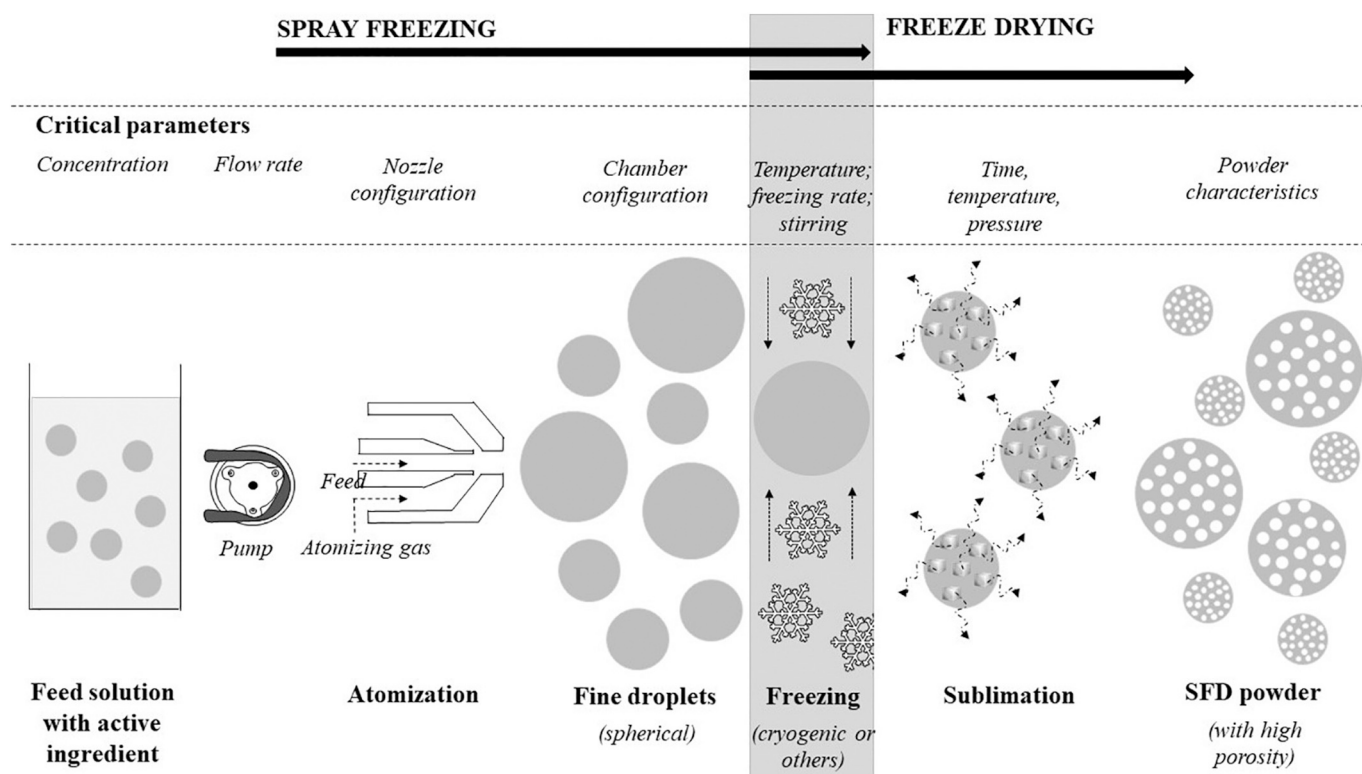 SPRAY FREEZING
FREEZE DRYING
Critical parameters
Concentration
Flow rate
Nozzle
configuration
Chamber
configuration
Temperature;
freezing rate;
stirring
Time,
temperature,
pressure
Powder
characteristics
Feed
Pump
Atomizing gas
Feed solution
with active
ingredient
Atomization
Fine droplets
(spherical)
Freezing
(cryogenic or
others)
Sublimation
SFD powder
(with high
porosity)